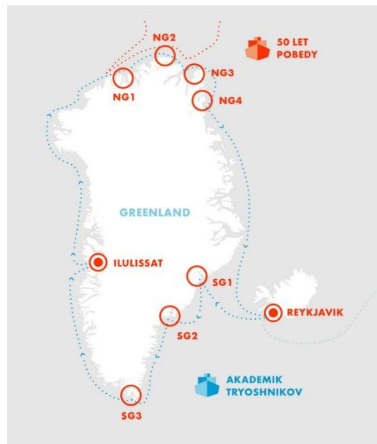 NG2
50 LET
POBEDY
NG3
NG1
NG4
GREENLAND
ILULISSAT
SG1
REYKJAVIK
SG2
AKADEMIK
TRYOSHNIKOV
SG3